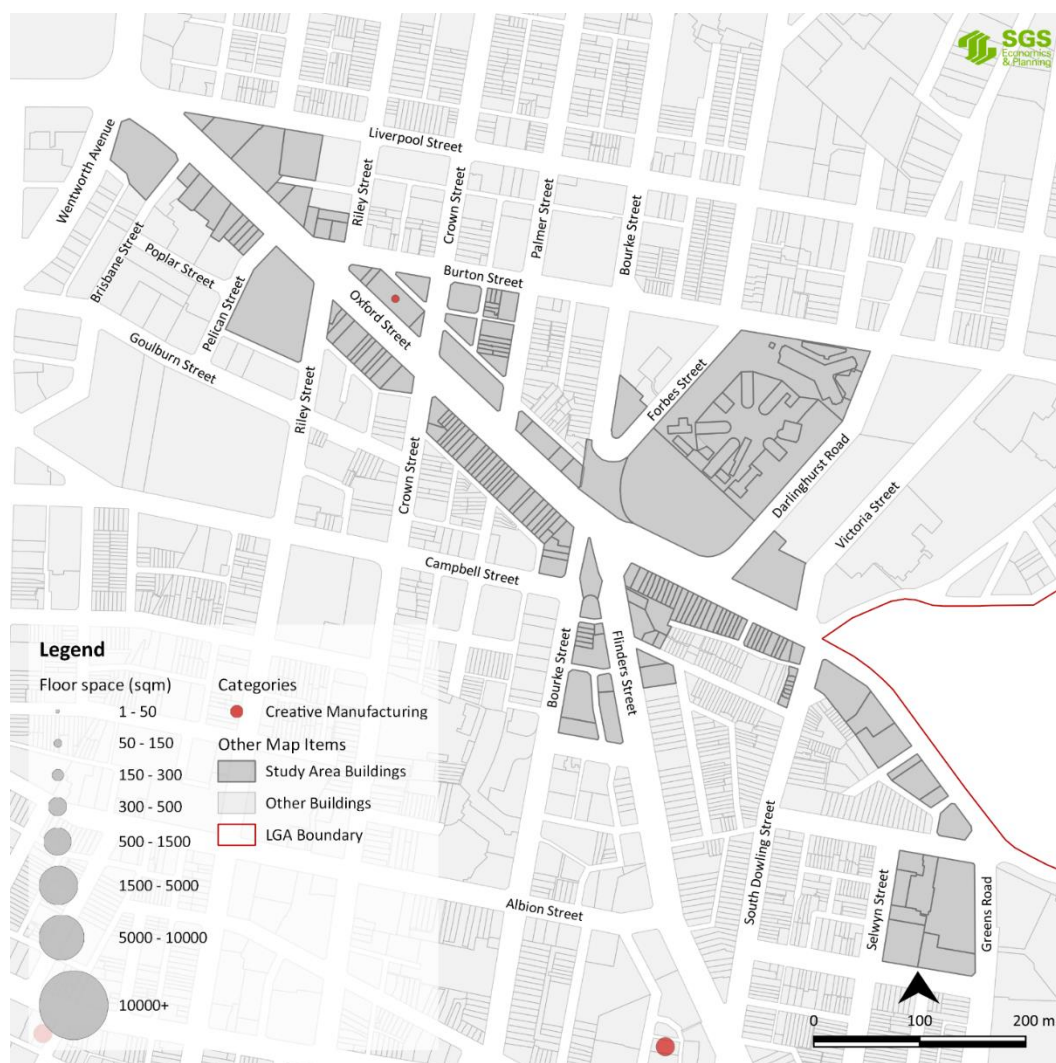 SGS
Economics
& Planning
Liverpool Street
Wentworth Avenue
Riley Street
Crown Street
Palmer Street
Bourke Street
Brisbane Street
Poplar Street
Pelican Street
Burton Street
Oxford Street
Goulburn Street
Riley Street
Crown Street
Forbes Street
Darlinghurst Road
Victoria Street
Campbell Street
Bourke Street
Flinders Street
South Dowling Street
Albion Street
Selwyn Street
Greens Road
Legend
Floor space (sqm)
1 - 50
50 - 150
150 - 300
300 - 500
500 - 1500
1500 - 5000
5000 - 10000
10000+
Categories
Creative Manufacturing
Other Map Items
Study Area Buildings
Other Buildings
LGA Boundary
0 100 200 m